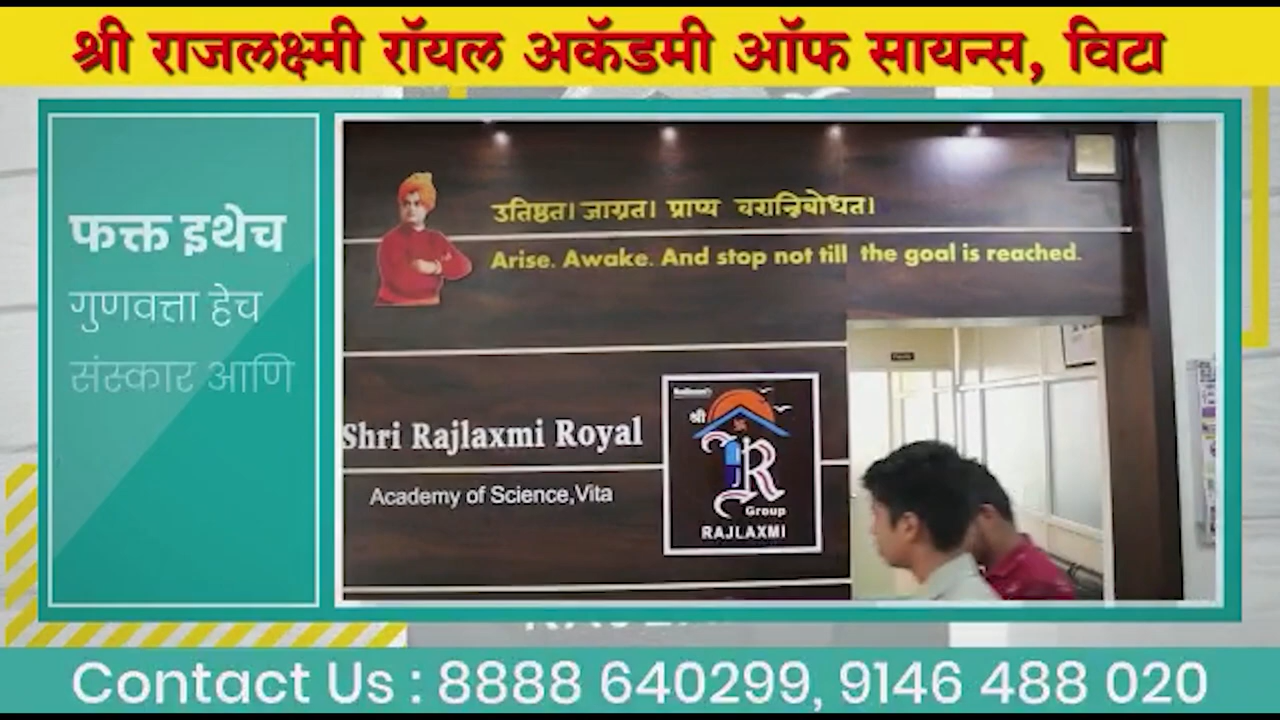 श्री राजलक्ष्मी रॉयल अकॅडमी ऑफ सायन्स, विटा
फक्त इथेच
गुणवत्ता हेच
संस्कार आणि
उतिष्ठत। जाग्रत। प्राप्य वरान्निबोधत।
Arise. Awake. And stop not till the goal is reached.
Shri Rajlaxmi Royal
Academy of Science,Vita
श्री
R
Group
RAJLAXMI
Contact Us : 8888 640299, 9146 488 020